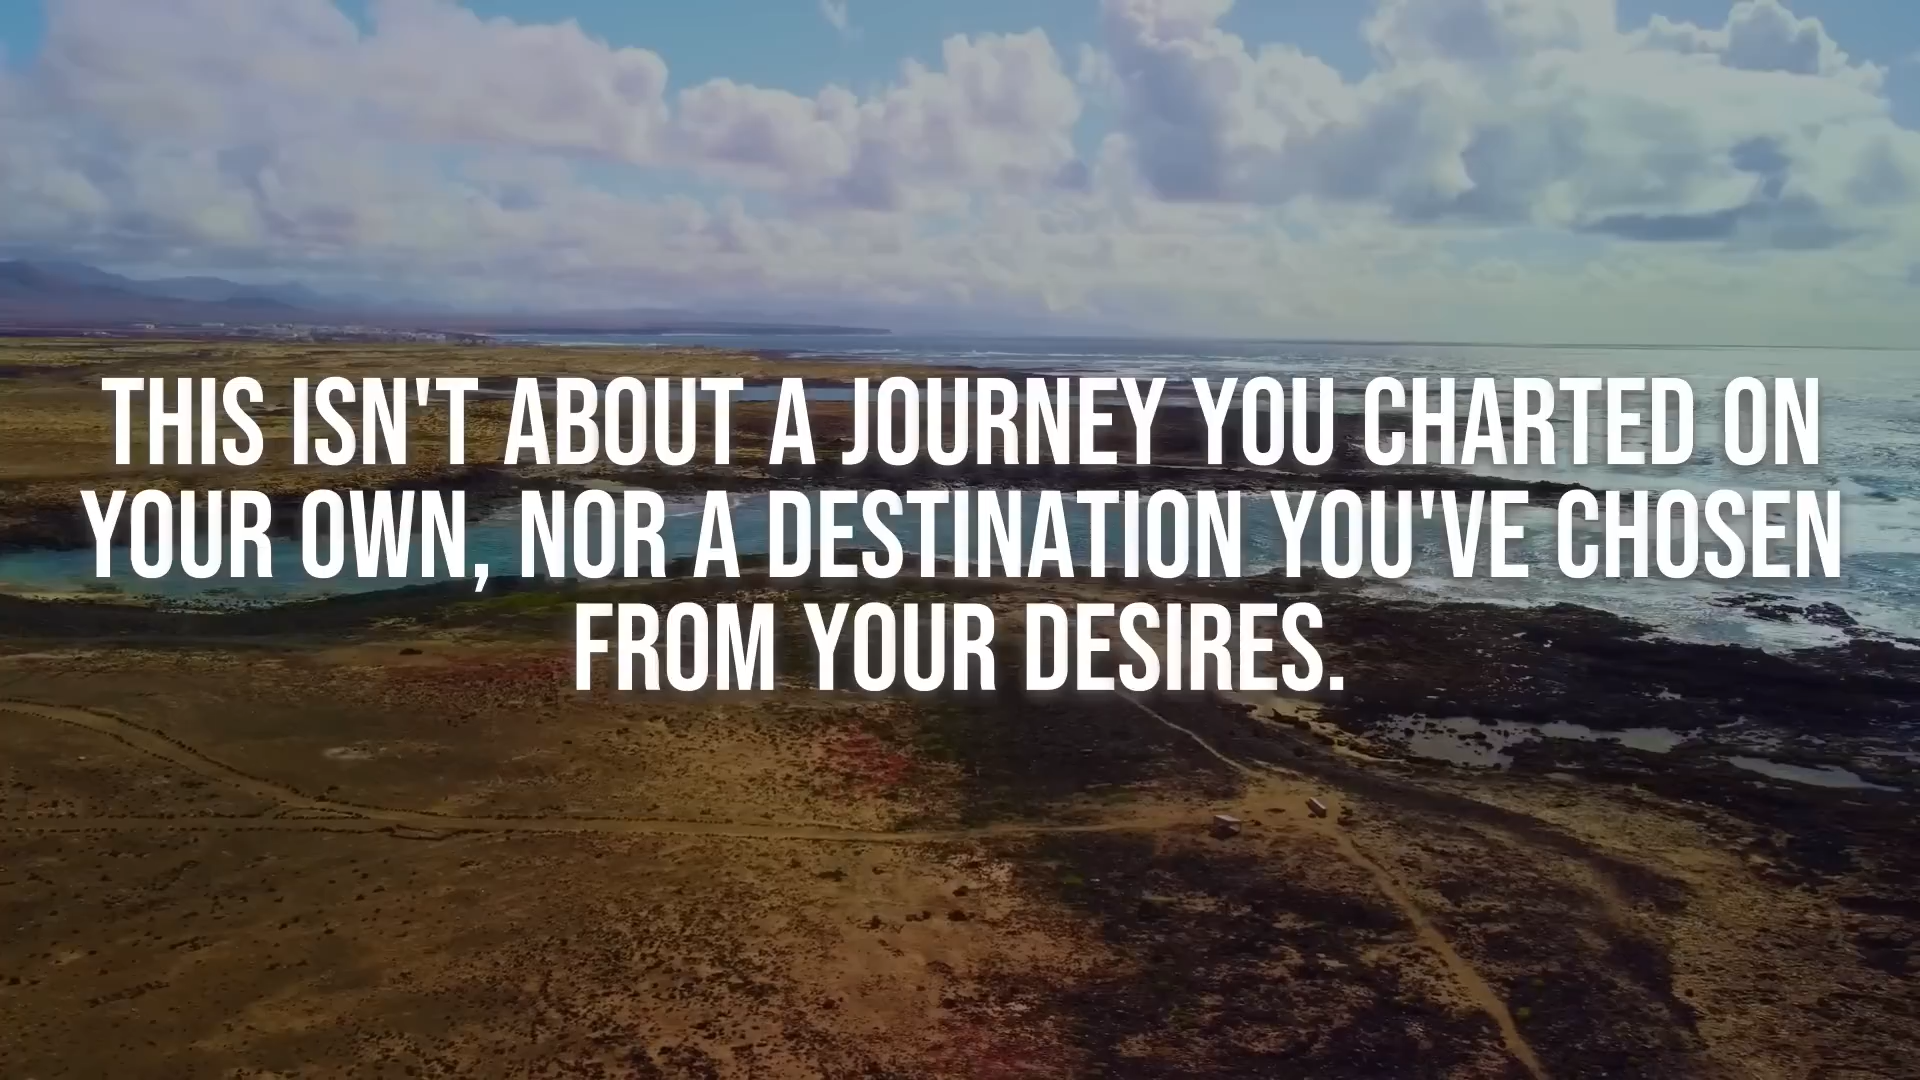 THIS ISN'T ABOUT A JOURNEY YOU CHARTED ON
YOUR OWN, NOR A DESTINATION YOU'VE CHOSEN
FROM YOUR DESIRES.